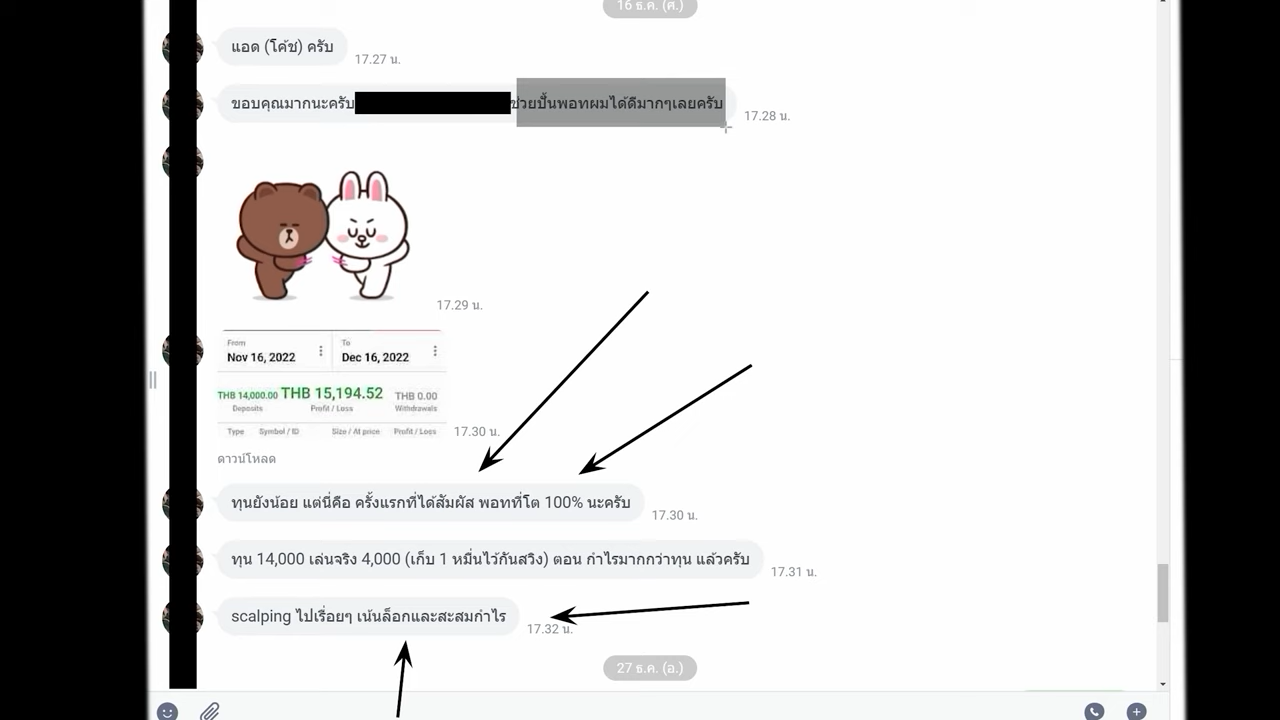 16 ธ.ค. (ศ.)
แอด (โค้ช) ครับ
17.27 น.
ขอบคุณมากนะครับ ช่วยปั้นพอทผมได้ดีมากๆเลยครับ
17.28 น.
17.29 น.
From To
Nov 16, 2022 Dec 16, 2022
THB 14,000.00 THB 15,194.52 THB 0.00
Deposits Profit / Loss Withdrawals
Type Symbol / ID Size / At price Profit / Loss
17.30 น.
ดาวน์โหลด
ทุนยังน้อย แต่นี่คือ ครั้งแรกที่ได้สัมผัส พอทที่โต 100% นะครับ
17.30 น.
ทุน 14,000 เล่นจริง 4,000 (เก็บ 1 หมื่นไว้กันสวิง) ตอน กำไรมากกว่าทุน แล้วครับ
17.31 น.
scalping ไปเรื่อยๆ เน้นล็อกและสะสมกำไร
17.32 น.
27 ธ.ค. (อ.)